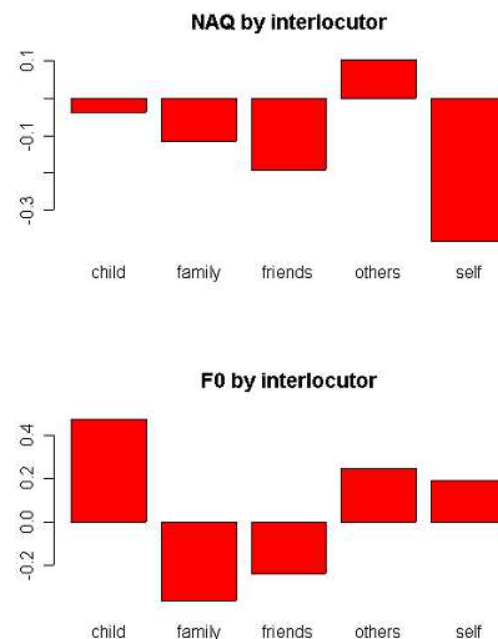 NAQ by interlocutor
0.1
-0.1
-0.3
child family friends others self
F0 by interlocutor
0.4
0.2
0.0
-0.2
child family friends others self